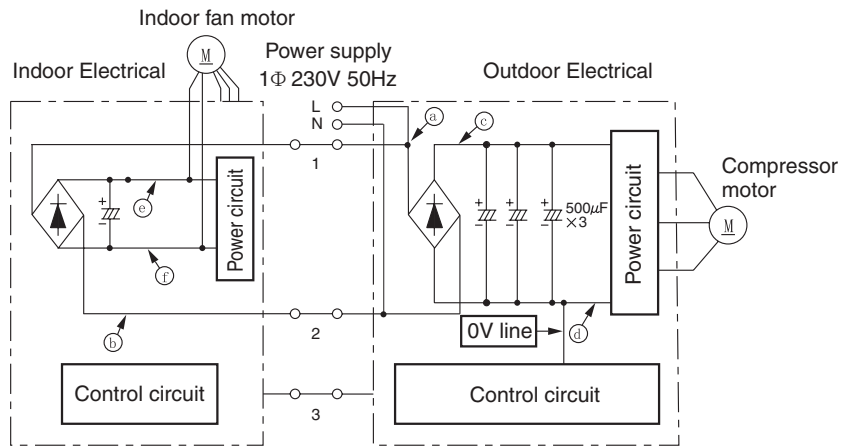 Indoor fan motor
M
Indoor Electrical
Power supply
1Φ 230V 50Hz
Outdoor Electrical
L
N
a
c
1
Compressor
motor
+
−
e
Power circuit
+
−
+
−
+
−
500μF
×3
Power circuit
M
f
b
2
0V line
d
Control circuit
3
Control circuit